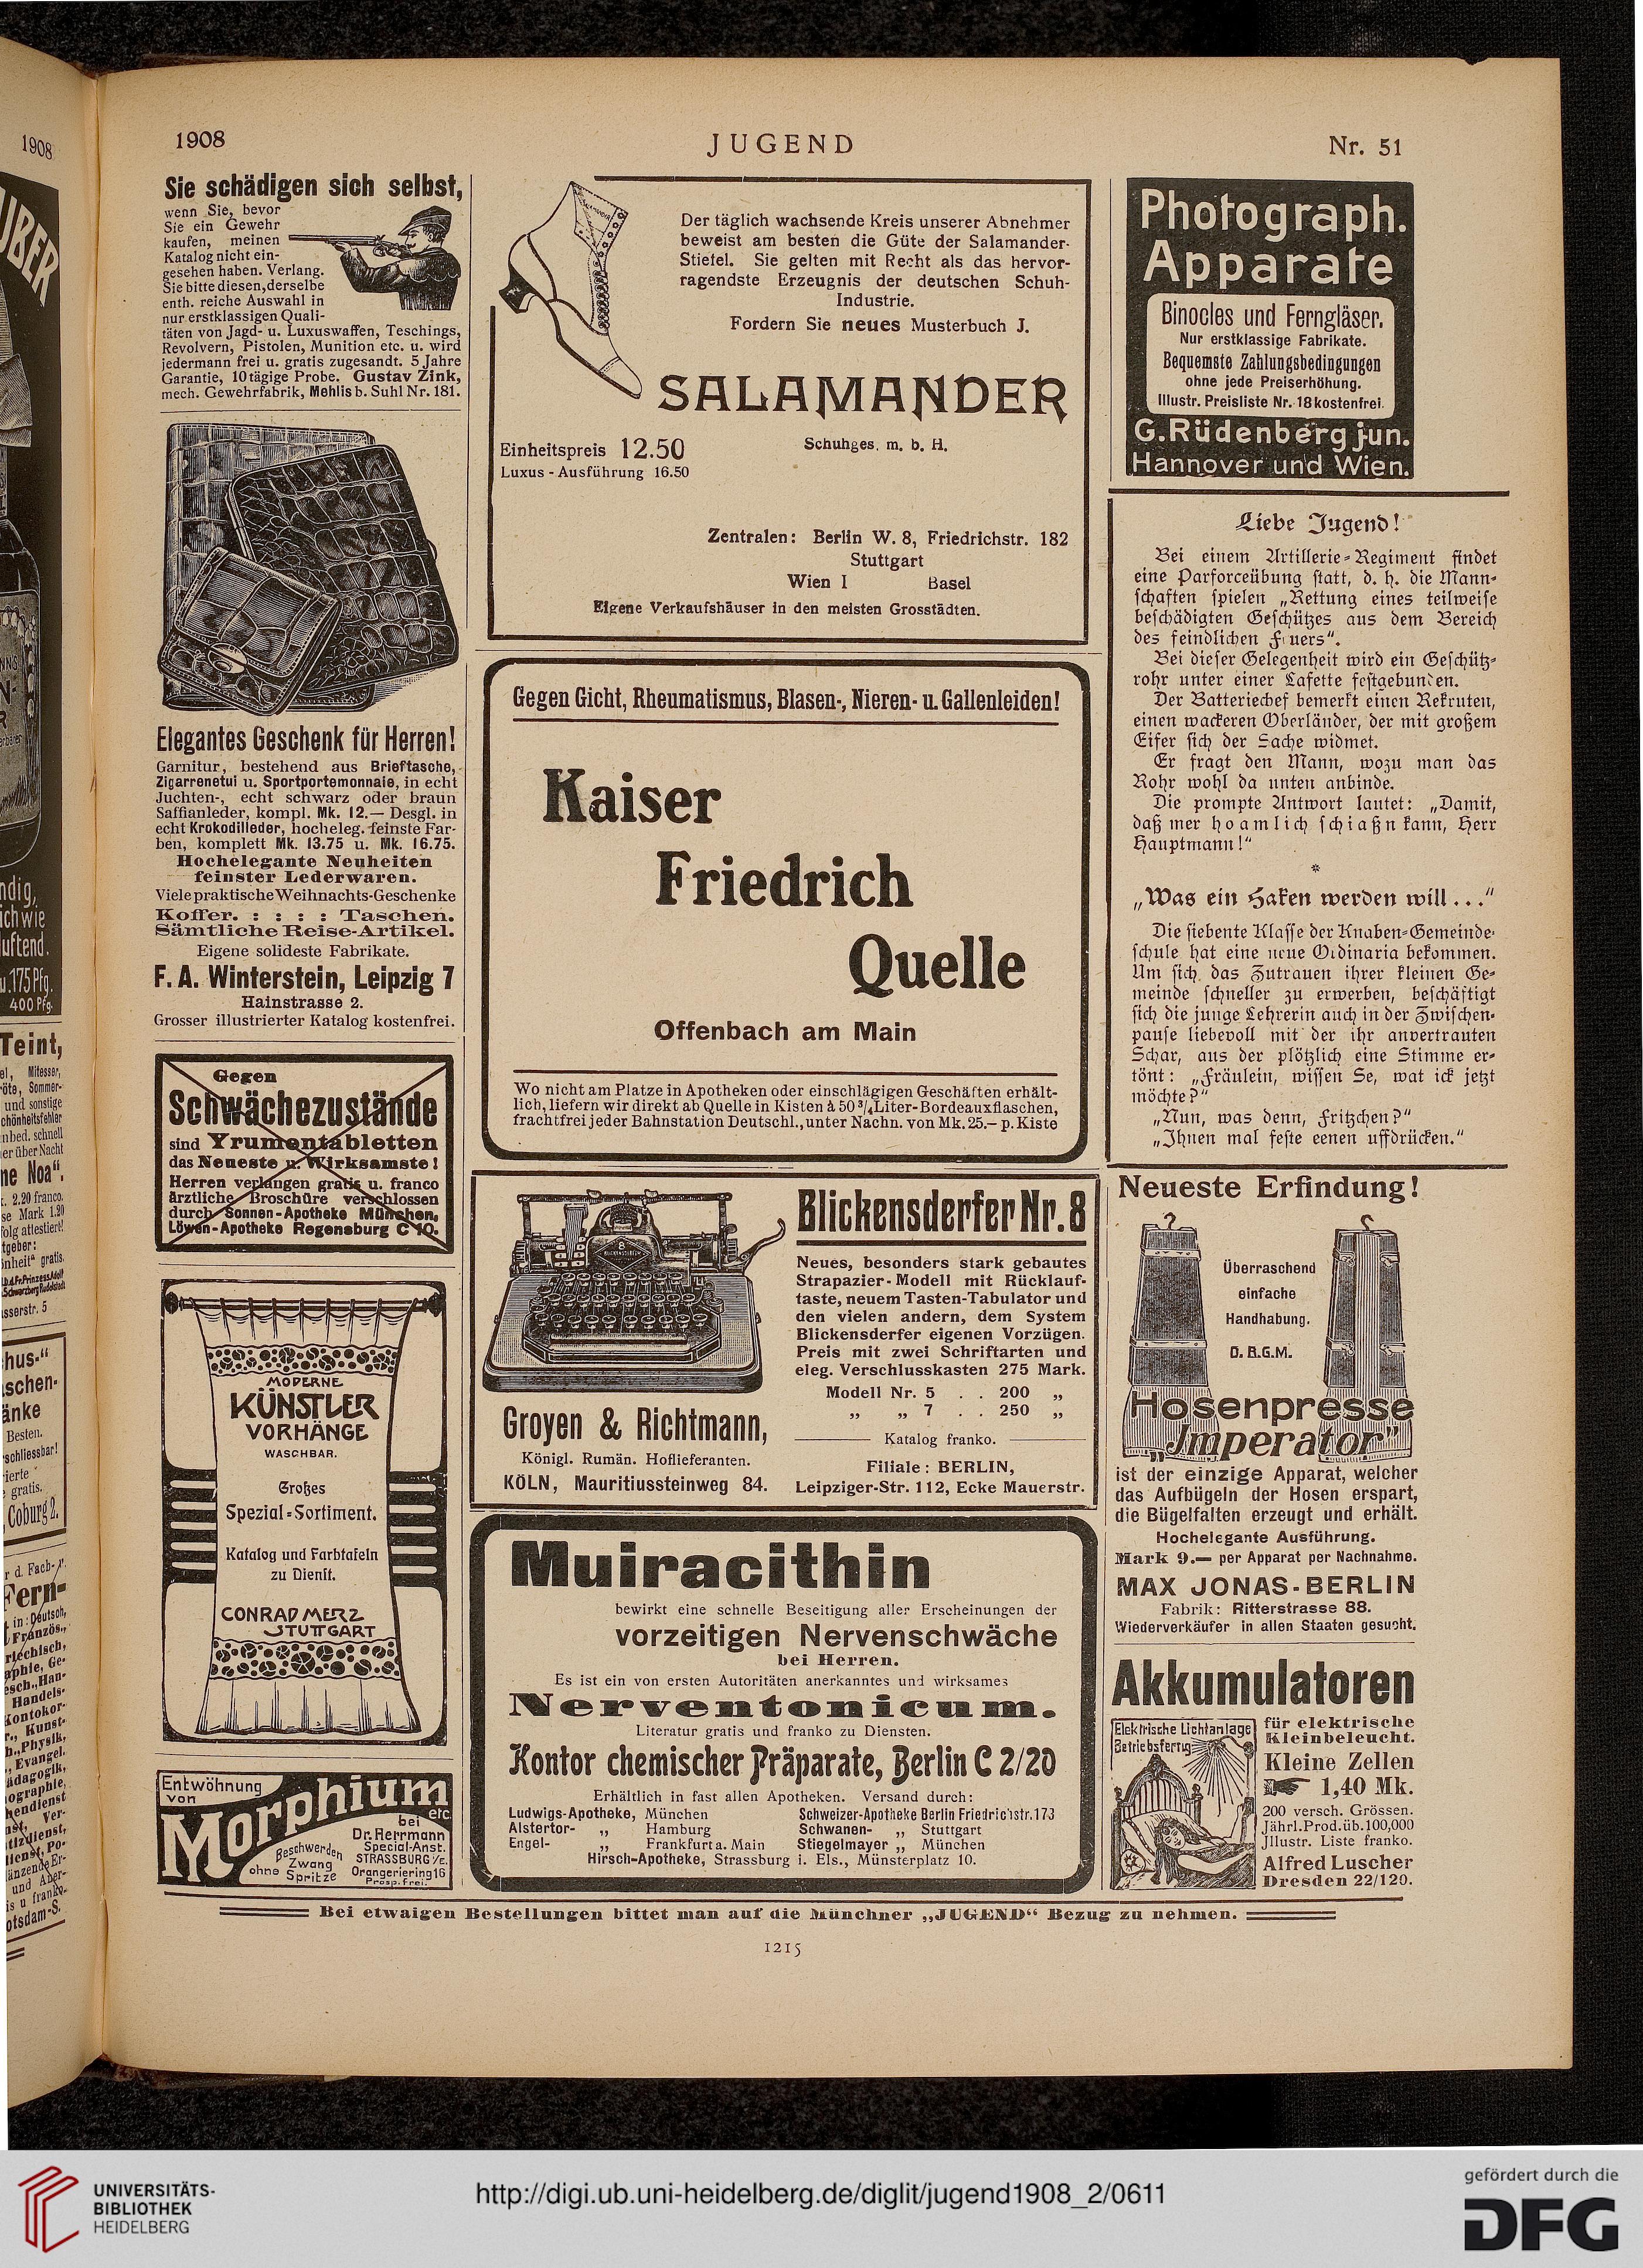 1908
JUGEND
Nr. 51
Sie schädigen sich selbst,
wenn Sie, bevor
Sie ein Gewehr
kaufen, meinen
Katalog nicht ein-
gesehen haben. Verlang.
Sie bitte diesen, derselbe
enth. reiche Auswahl in
nur erstklassigen Quali-
täten von Jagd- u. Luxuswaffen, Teschings,
Revolvern, Pistolen, Munition etc. u. wird
jedermann frei u. gratis zugesandt. 5 Jahre
Garantie, 10 tägige Probe. Gustav Zink,
mech. Gewehrfabrik, Mehlis b. Suhl Nr. 181.
Elegantes Geschenk für Herren!
Garnitur, bestehend aus Brieftasche,
Zigarrenetui u. Sportportemonnaie, in echt
Juchten-, echt schwarz oder braun
Saffianleder, kompl. Mk. 12.— Desgl. in
echt Krokodilleder, hocheleg. feinste Far-
ben, komplett Mk. 13.75 u. Mk. 16.75.
Hochelegante Neuheiten
feinster Lederwaren.
Viele praktische Weihnachts-Geschenke
Koffer. : : : : Taschen.
Sämtliche Reise-Artikel.
Eigene solideste Fabrikate.
F. A. Winterstein, Leipzig 7
Hainstrasse 2.
Grosser illustrierter Katalog kostenfrei.
Gegen
Schwächezustände
sind Yrumentabletten
das Neueste u. Wirksamste!
Herren verlangen gratis u. franco
ärztliche Broschüre verschlossen
durch Sonnen-Apotheke München,
Löwen-Apotheke Regensburg C 10.
MODERNE
KÜNSTLER
VORHÄNGE
WASCHBAR.
Großes
Spezial-Sortiment.
Katalog und Farbtafeln
zu Dienst.
CONRAD MERZ
STUTTGART
Entwöhnung
von
Morphium
etc.
bei
Dr. Herrmann
Special-Anst.
STRASSBURG i/E.
Orangeriering 16
Prosp. frei.
Beschwerden
Zwang
ohne Spritze
Der täglich wachsende Kreis unserer Abnehmer
beweist am besten die Güte der Salamander-
Stiefel. Sie gelten mit Recht als das hervor-
ragendste Erzeugnis der deutschen Schuh-
Industrie.
Fordern Sie neues Musterbuch J.
SALAMANDER
Schuhges. m. b. H.
Einheitspreis 12.50
Luxus-Ausführung 16.50
Zentralen: Berlin W. 8, Friedrichstr. 182
Stuttgart
Wien I Basel
Eigene Verkaufshäuser in den meisten Grosstädten.
Gegen Gicht, Rheumatismus, Blasen-, Nieren- u. Gallenleiden!
Kaiser
Friedrich
Quelle
Offenbach am Main
Wo nicht am Platze in Apotheken oder einschlägigen Geschäften erhält-
lich, liefern wir direkt ab Quelle in Kisten à 50 3/4 Liter-Bordeauxflaschen,
frachtfrei jeder Bahnstation Deutschl., unter Nachn. von Mk. 25.— p. Kiste
Blickensderfer Nr. 8
Neues, besonders stark gebautes
Strapazier-Modell mit Rücklauf-
taste, neuem Tasten-Tabulator und
den vielen andern, dem System
Blickensderfer eigenen Vorzügen.
Preis mit zwei Schriftarten und
eleg. Verschlusskasten 275 Mark.
Modell Nr. 5 . . 200 „
„ „ 7 . . 250 „
Katalog franko.
Filiale: BERLIN,
Leipziger-Str. 112, Ecke Mauerstr.
Groyen & Richtmann,
Königl. Rumän. Hoflieferanten.
KÖLN, Mauritiussteinweg 84.
Muiracithin
bewirkt eine schnelle Beseitigung aller Erscheinungen der
vorzeitigen Nervenschwäche
bei Herren.
Es ist ein von ersten Autoritäten anerkanntes und wirksames
Nerventonicum.
Literatur gratis und franko zu Diensten.
Kontor chemischer Präparate, Berlin C 2/20
Erhältlich in fast allen Apotheken. Versand durch:
Ludwigs-Apotheke, München Schweizer-Apotheke Berlin Friedrichstr. 173
Alstertor- „ Hamburg Schwanen- „ Stuttgart
Engel- „ Frankfurt a. Main Stiegelmayer „ München
Hirsch-Apotheke, Strassburg i. Els., Münsterplatz 10.
Photograph.
Apparate
Binocles und Ferngläser.
Nur erstklassige Fabrikate.
Bequemste Zahlungsbedingungen
ohne jede Preiserhöhung.
Illustr. Preisliste Nr. 18 kostenfrei.
G. Rüdenberg jun.
Hannover und Wien.
Liebe Jugend!
Bei einem Artillerie-Regiment findet
eine Parforceübung statt, d. h. die Mann-
schaften spielen „Rettung eines teilweise
beschädigten Geschützes aus dem Bereich
des feindlichen F uers“.
Bei dieser Gelegenheit wird ein Geschütz-
rohr unter einer Lafette festgebunden.
Der Batteriechef bemerkt einen Rekruten,
einen wackeren Oberländer, der mit großem
Eifer sich der Sache widmet.
Er fragt den Mann, wozu man das
Rohr wohl da unten anbinde.
Die prompte Antwort lautet: „Damit,
daß mer hoamlich schiaßn kann, Herr
Hauptmann!“
*
„Was ein Haken werden will . . .“
Die siebente Klasse der Knaben-Gemeinde-
schule hat eine neue Ordinaria bekommen.
Um sich das Zutrauen ihrer kleinen Ge-
meinde schneller zu erwerben, beschäftigt
sich die junge Lehrerin auch in der Zwischen-
pause liebevoll mit der ihr anvertrauten
Schar, aus der plötzlich eine Stimme er-
tönt: „Fräulein, wissen Se, wat ick jetzt
möchte?“
„Nun, was denn, Fritzchen?“
„Ihnen mal feste eenen uffdrücken.“
Neueste Erfindung!
Überraschend
einfache
Handhabung.
D.R.G.M.
Hosenpresse
„Imperator“
ist der einzige Apparat, welcher
das Aufbügeln der Hosen erspart,
die Bügelfalten erzeugt und erhält.
Hochelegante Ausführung.
Mark 9.— per Apparat per Nachnahme.
MAX JONAS-BERLIN
Fabrik: Ritterstrasse 88.
Wiederverkäufer in allen Staaten gesucht.
Akkumulatoren
Elektrische Lichtanlage
Betriebsfertig
für elektrische
Kleinbeleucht.
Kleine Zellen
1,40 Mk.
200 versch. Grössen.
Jährl. Prod. üb. 100,000
Jllustr. Liste franko.
Alfred Luscher
Dresden 22/120.
Bei etwaigen Bestellungen bittet man auf die Münchner „JUGEND“ Bezug zu nehmen.
1215
1908
UNIVERSITÄTS-
BIBLIOTHEK
HEIDELBERG
http://digi.ub.uni-heidelberg.de/diglit/jugend1908_2/0611
gefördert durch die
DFG